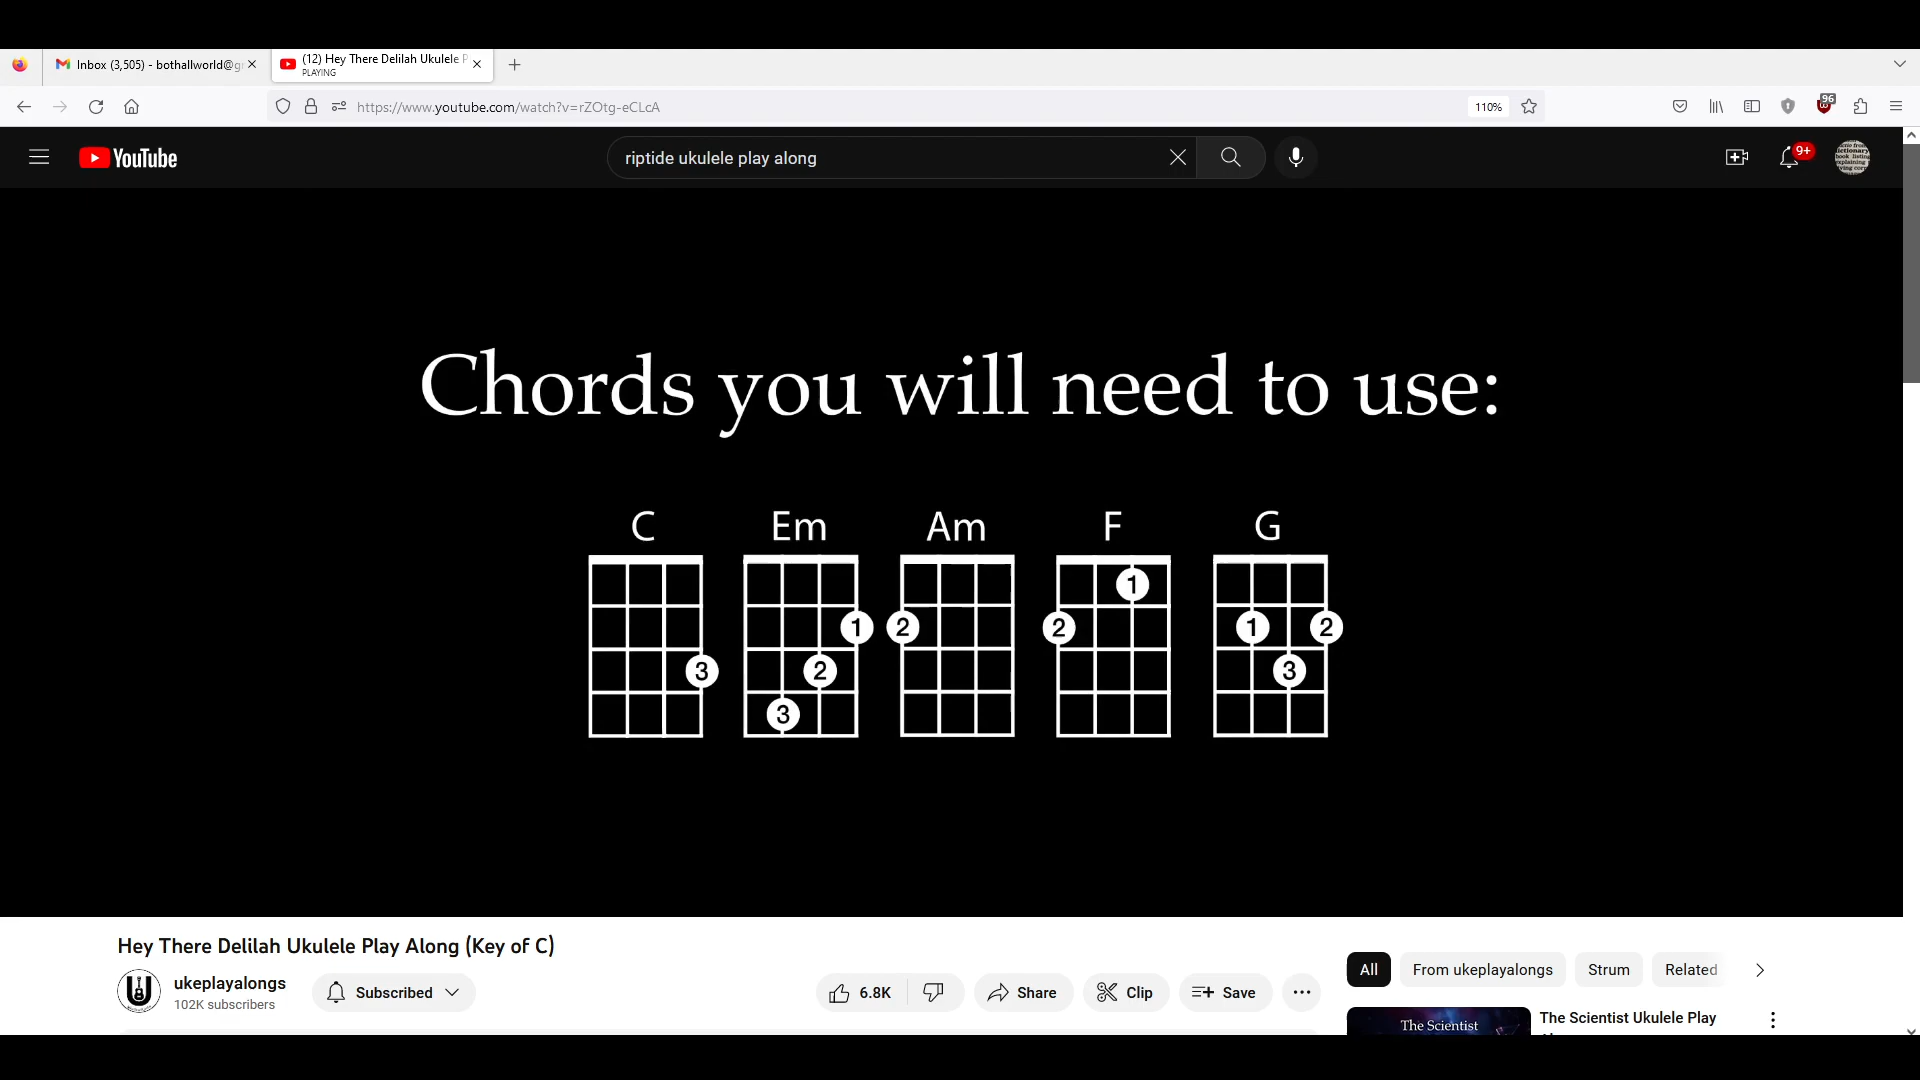 Inbox (3,505) - bothallworld@g
(12) Hey There Delilah Ukulele P
PLAYING
https://www.youtube.com/watch?v=rZOtg-eCLcA
110%
96
YouTube
riptide ukulele play along
9+
Chords you will need to use:
C Em Am F G
1
2 1 2 2 1 2
3 2 3
3
Hey There Delilah Ukulele Play Along (Key of C)
ukeplayalongs
102K subscribers
Subscribed
6.8K
Share
Clip
Save
All
From ukeplayalongs
Strum
Related
The Scientist
The Scientist Ukulele Play